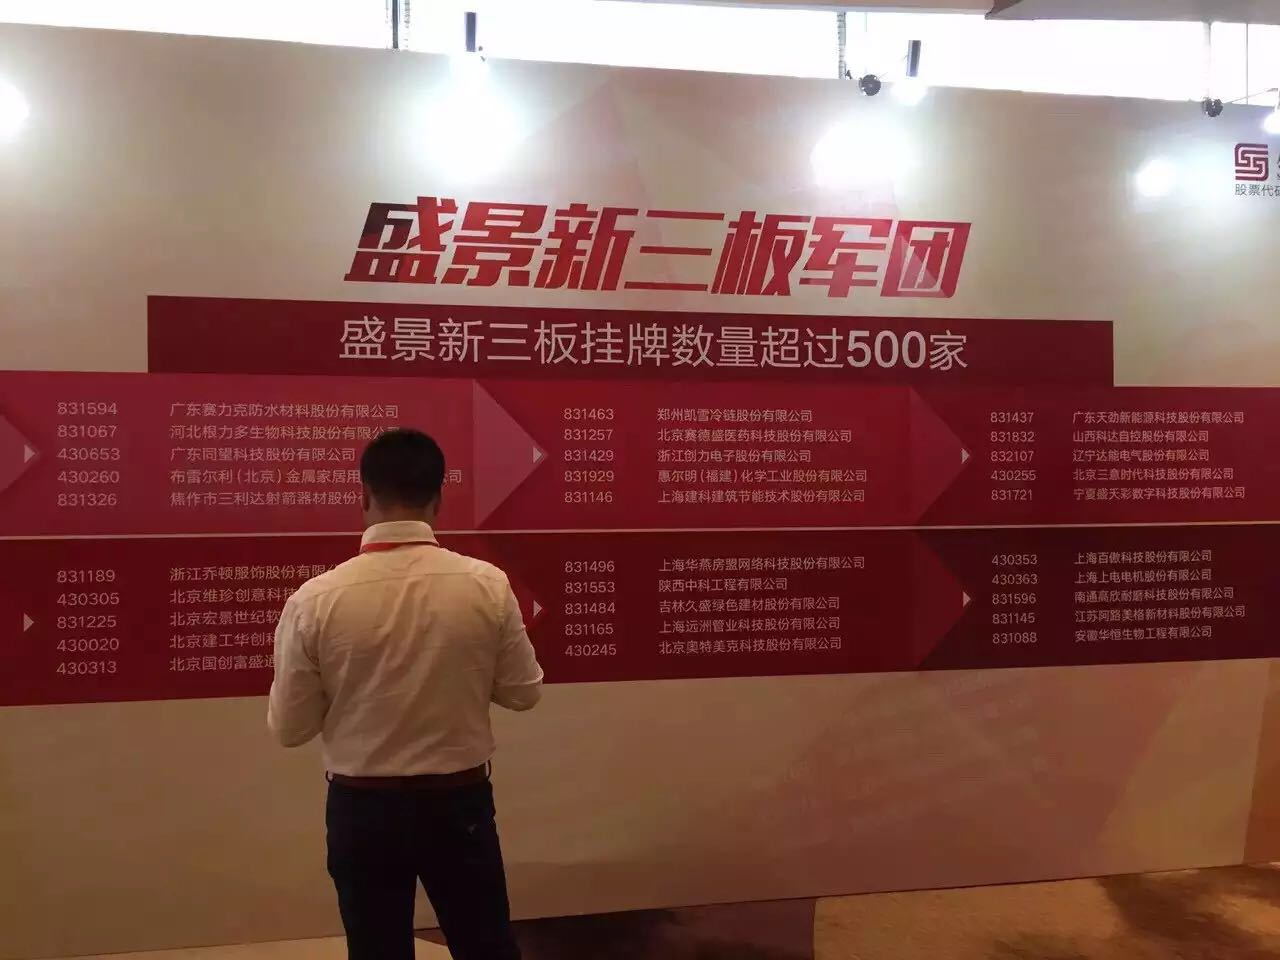 股票代码
盛景新三板军团
盛景新三板挂牌数量超过500家
831594 广东赛力克防水材料股份有限公司
831067 河北根力多生物科技股份有限公司
430653 广东同望科技股份有限公司
430260 布雷尔利(北京)金属家居用 公司
831326 焦作市三利达射箭器材股份
831463 郑州凯雪冷链股份有限公司
831257 北京赛德盛医药科技股份有限公司
831429 浙江创力电子股份有限公司
831929 惠尔明(福建)化学工业股份有限公司
831146 上海建科建筑节能技术股份有限公司
831437 广东天劲新能源科技股份有限公司
831832 山西科达自控股份有限公司
832107 辽宁达能电气股份有限公司
430255 北京三意时代科技股份有限公司
831721 宁夏盛天彩数字科技股份有限公司
831189 浙江乔顿服饰股份有限
430305 北京维珍创意科技
831225 北京宏景世纪软
430020 北京建工华创科
430313 北京国创富盛通
831496 上海华燕房盟网络科技股份有限公司
831553 陕西中科工程有限公司
831484 吉林久盛绿色建材股份有限公司
831165 上海远洲管业科技股份有限公司
430245 北京奥特美克科技股份有限公司
430353 上海百傲科技股份有限公司
430363 上海上电电机股份有限公司
831596 南通高欣耐磨科技股份有限公司
831145 江苏阿路美格新材料股份有限公司
831088 安徽华恒生物工程有限公司